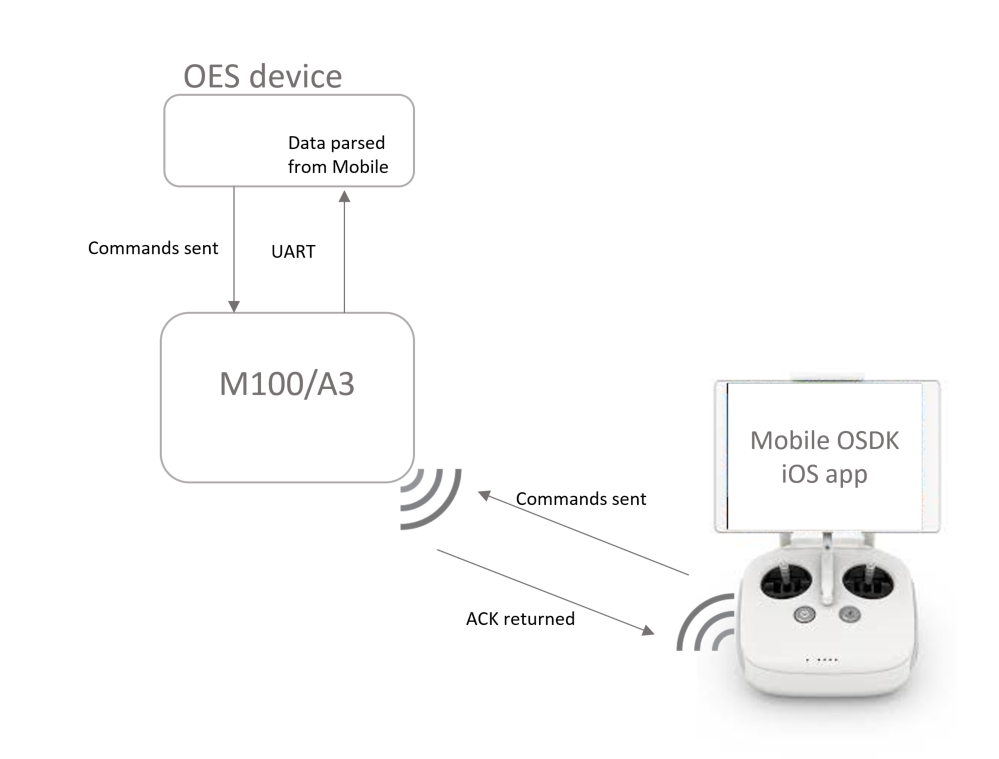 OES device
Data parsed
from Mobile
Commands sent
UART
M100/A3
Mobile OSDK
iOS app
Commands sent
ACK returned